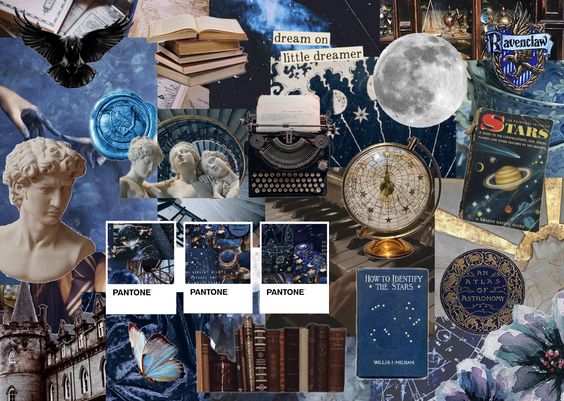 dream on
little dreamer
Ravenclaw
STARS
PANTONE
PANTONE
PANTONE
HOW TO IDENTIFY
THE STARS
WILLIS·I·MILHAM
AN
ATLAS
OF
ASTRONOMY